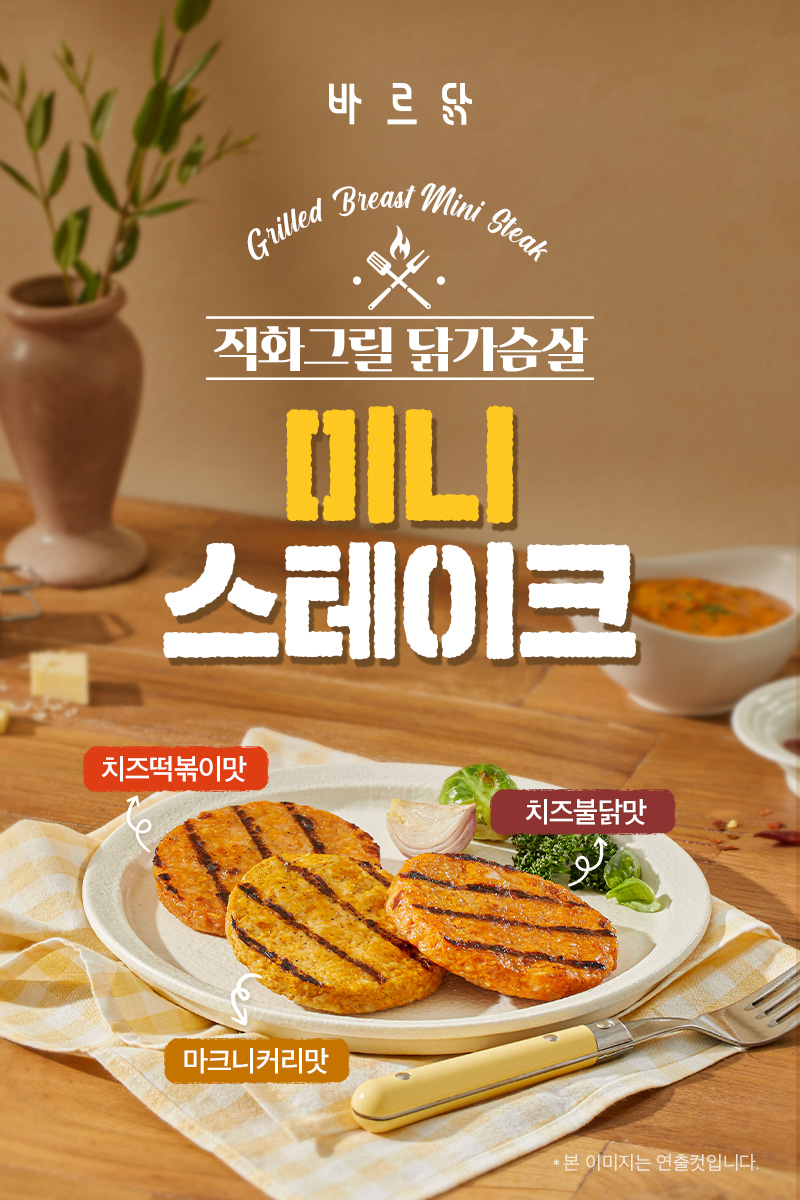 바르닭
Grilled Breast Mini Steak
직화그릴 닭가슴살
미니
스테이크
치즈떡볶이맛
치즈불닭맛
마크니커리맛
* 본 이미지는 연출컷입니다.